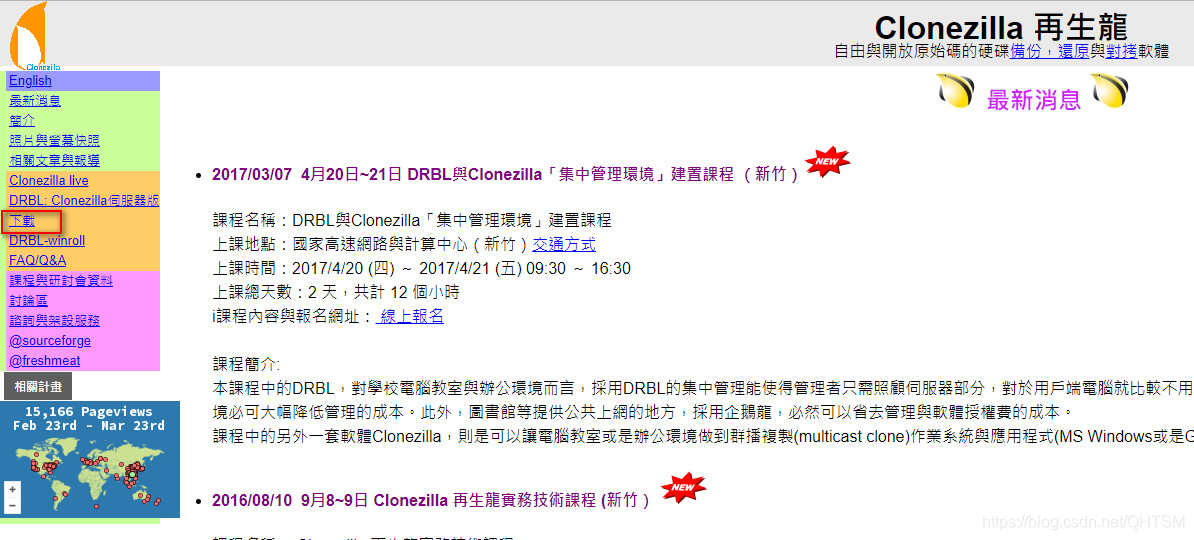 Clonezilla
Clonezilla 再生龍
自由與開放原始碼的硬碟備份，還原與對拷軟體
English
最新消息
簡介
照片與螢幕快照
相關文章與報導
Clonezilla live
DRBL: Clonezilla伺服器版
下載
DRBL-winroll
FAQ/Q&A
課程與研討會資料
討論區
諮詢與架設服務
@sourceforge
@freshmeat
相關計畫
15,166 Pageviews
Feb 23rd - Mar 23rd
+
−
最新消息
2017/03/07 4月20日~21日 DRBL與Clonezilla「集中管理環境」建置課程 （新竹）
NEW
課程名稱：DRBL與Clonezilla「集中管理環境」建置課程
上課地點：國家高速網路與計算中心（新竹）交通方式
上課時間：2017/4/20 (四) ～ 2017/4/21 (五) 09:30 ～ 16:30
上課總天數：2 天，共計 12 個小時
i課程內容與報名網址： 線上報名
課程簡介:
本課程中的DRBL，對學校電腦教室與辦公環境而言，採用DRBL的集中管理能使得管理者只需照顧伺服器部分，對於用戶端電腦就比較不用
境必可大幅降低管理的成本。此外，圖書館等提供公共上網的地方，採用企鵝龍，必然可以省去管理與軟體授權費的成本。
課程中的另外一套軟體Clonezilla，則是可以讓電腦教室或是辦公環境做到群播複製(multicast clone)作業系統與應用程式(MS Windows或是G
2016/08/10 9月8~9日 Clonezilla 再生龍實務技術課程 (新竹 )
NEW
https://blog.csdn.net/QHTSM